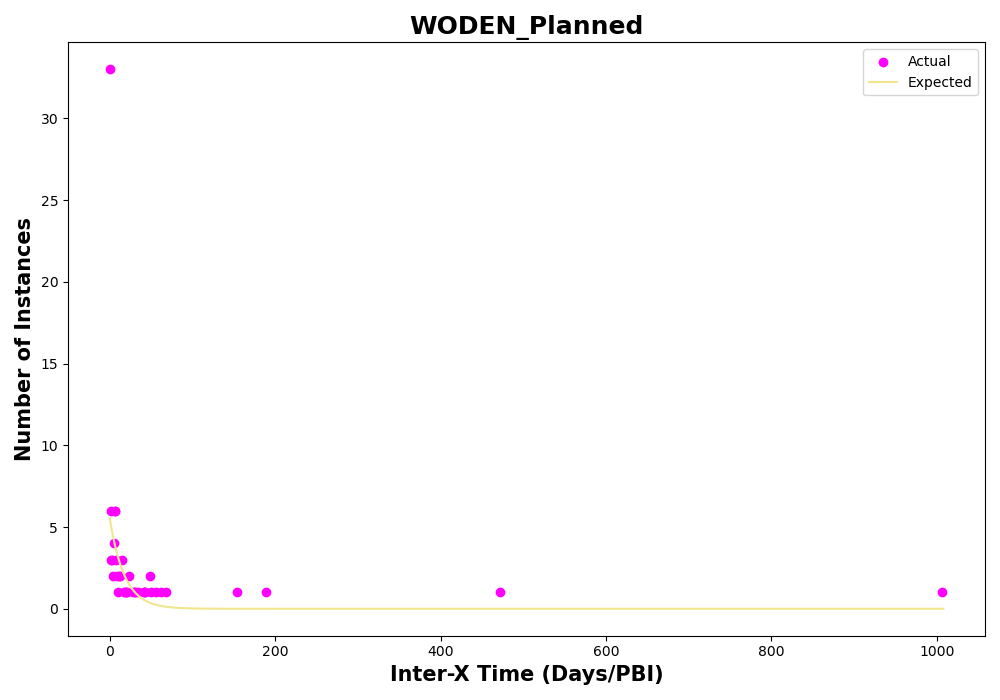 WODEN_Planned
Actual
Expected
30
25
20
15
10
5
0
Number of Instances
0 200 400 600 800 1000
Inter-X Time (Days/PBI)